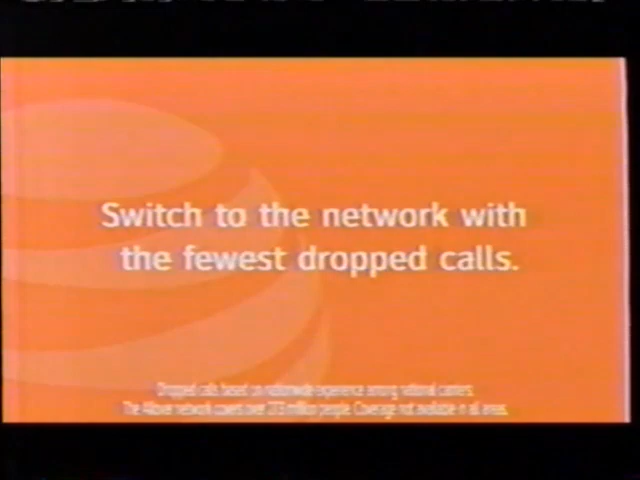 Switch to the network with
the fewest dropped calls.
Dropped calls based on nationwide experience among national carriers.
The Allover network covers over 273 million people. Coverage not available in all areas.